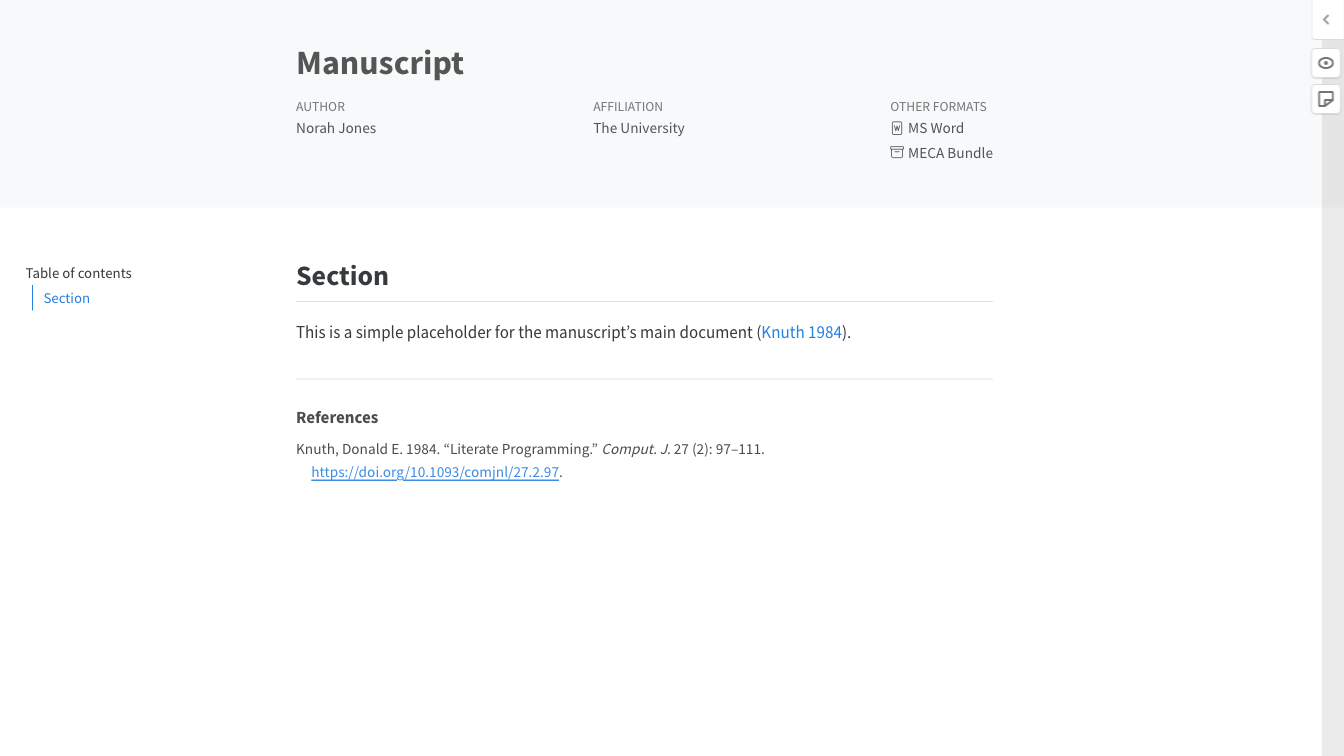 Manuscript
AUTHOR
Norah Jones
AFFILIATION
The University
OTHER FORMATS
MS Word
MECA Bundle
Table of contents
Section
Section
This is a simple placeholder for the manuscript’s main document (Knuth 1984).
References
Knuth, Donald E. 1984. “Literate Programming.” Comput. J. 27 (2): 97–111.
https://doi.org/10.1093/comjnl/27.2.97.